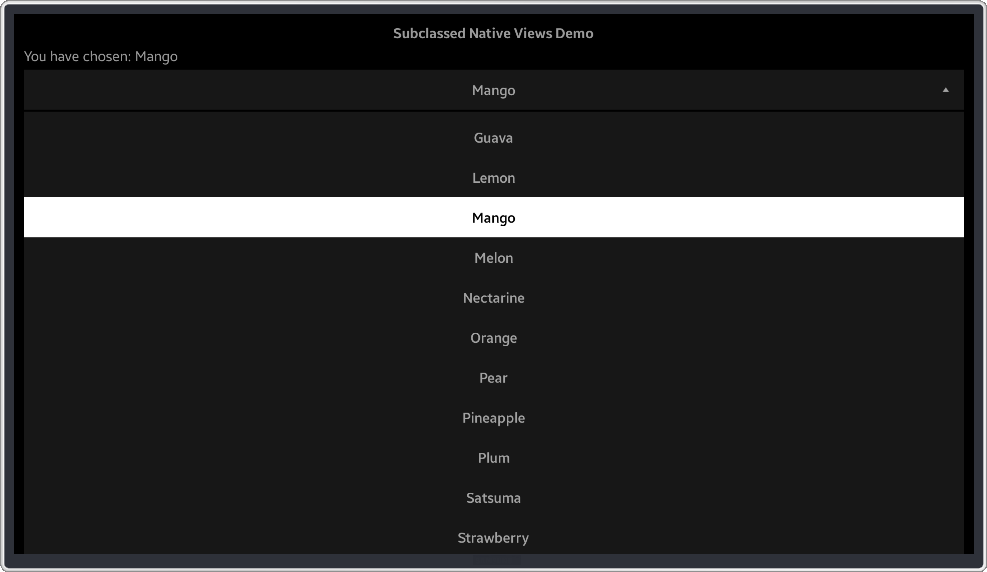 Subclassed Native Views Demo
You have chosen: Mango
Mango
Guava
Lemon
Mango
Melon
Nectarine
Orange
Pear
Pineapple
Plum
Satsuma
Strawberry